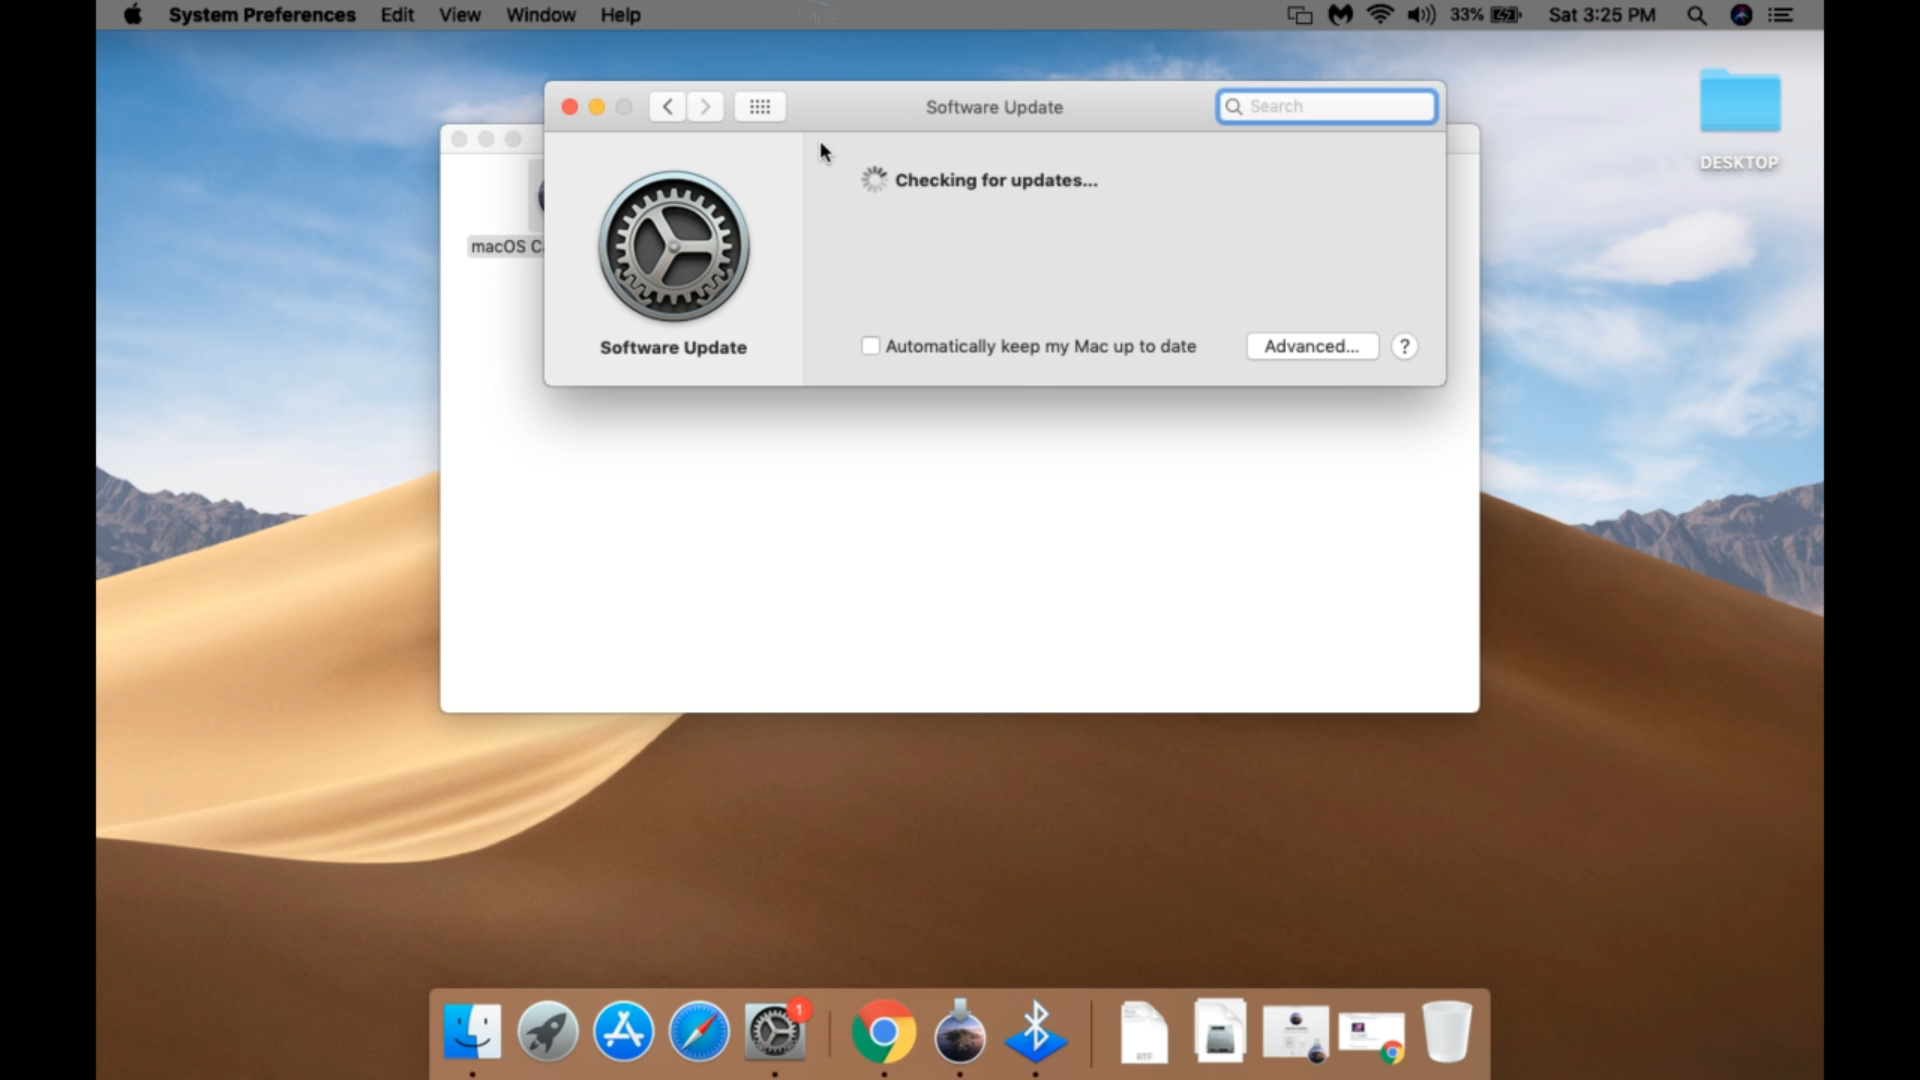 System Preferences Edit View Window Help 33% Sat 3:25 PM
Software Update Search
DESKTOP
Checking for updates...
macOS C
Software Update
Automatically keep my Mac up to date Advanced... ?
1
RTF